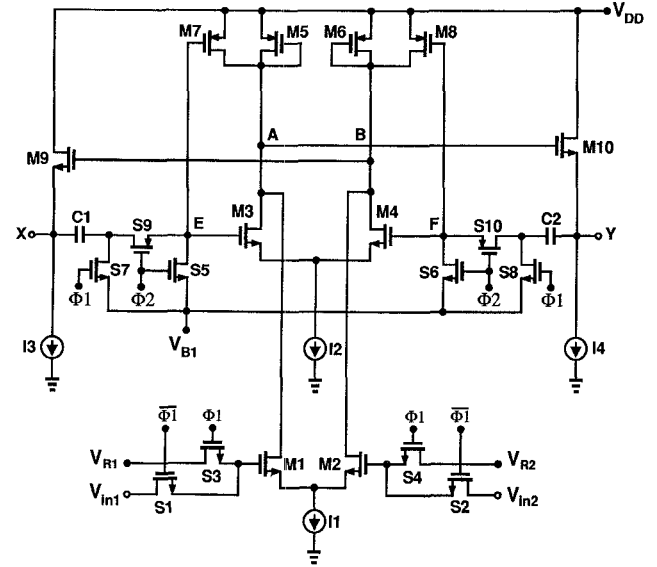 V_DD
M7 M5 M6 M8
A B
M9 M10
C1 S9 E M3 M4 F S10 C2
X Y
S7 S5 S6 S8
Φ1 Φ2 Φ2 Φ1
V_B1
I3 I2 I4
Φ̅1̅ Φ1 Φ1 Φ̅1̅
V_R1 M1 M2 V_R2
S3 S4
V_in1 V_in2
S1 S2
I1